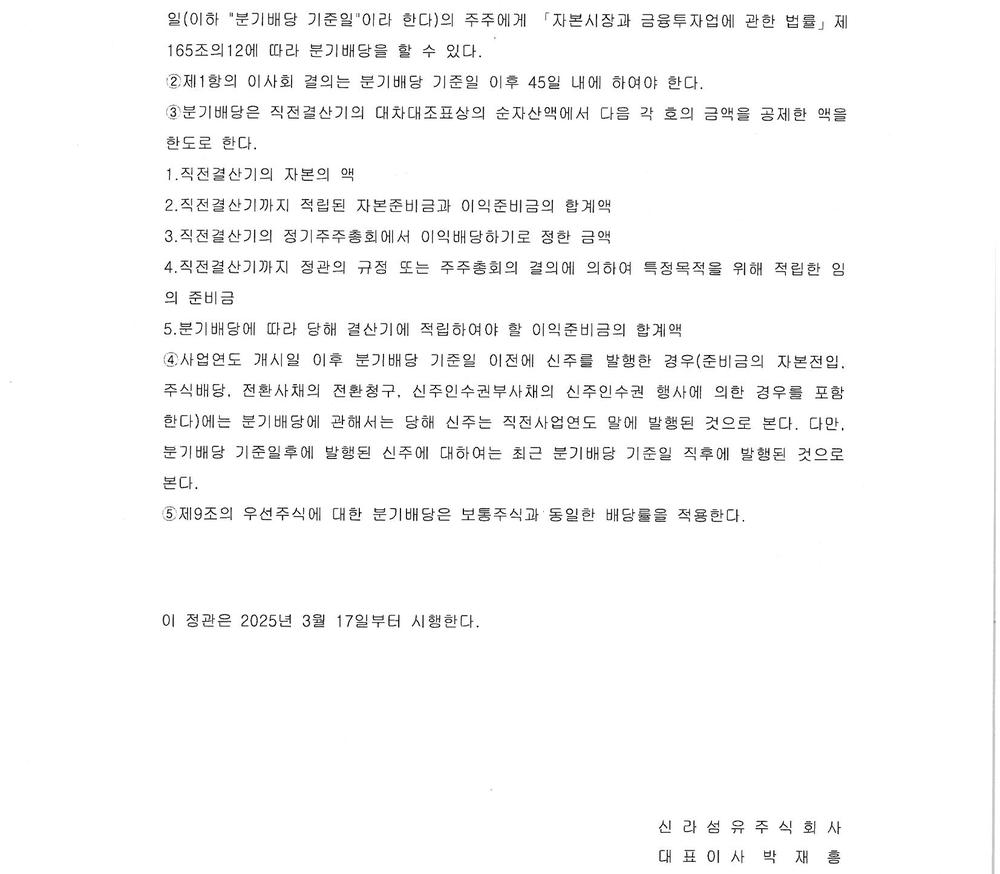 일(이하 "분기배당 기준일"이라 한다)의 주주에게 「자본시장과 금융투자업에 관한 법률」 제
165조의12에 따라 분기배당을 할 수 있다.
②제1항의 이사회 결의는 분기배당 기준일 이후 45일 내에 하여야 한다.
③분기배당은 직전결산기의 대차대조표상의 순자산액에서 다음 각 호의 금액을 공제한 액을
한도로 한다.
1.직전결산기의 자본의 액
2.직전결산기까지 적립된 자본준비금과 이익준비금의 합계액
3.직전결산기의 정기주주총회에서 이익배당하기로 정한 금액
4.직전결산기까지 정관의 규정 또는 주주총회의 결의에 의하여 특정목적을 위해 적립한 임
의 준비금
5.분기배당에 따라 당해 결산기에 적립하여야 할 이익준비금의 합계액
④사업연도 개시일 이후 분기배당 기준일 이전에 신주를 발행한 경우(준비금의 자본전입,
주식배당, 전환사채의 전환청구, 신주인수권부사채의 신주인수권 행사에 의한 경우를 포함
한다)에는 분기배당에 관해서는 당해 신주는 직전사업연도 말에 발행된 것으로 본다. 다만,
분기배당 기준일후에 발행된 신주에 대하여는 최근 분기배당 기준일 직후에 발행된 것으로
본다.
⑤제9조의 우선주식에 대한 분기배당은 보통주식과 동일한 배당률을 적용한다.
이 정관은 2025년 3월 17일부터 시행한다.
신 라 섬 유 주 식 회 사
대 표 이 사 박 재 흥